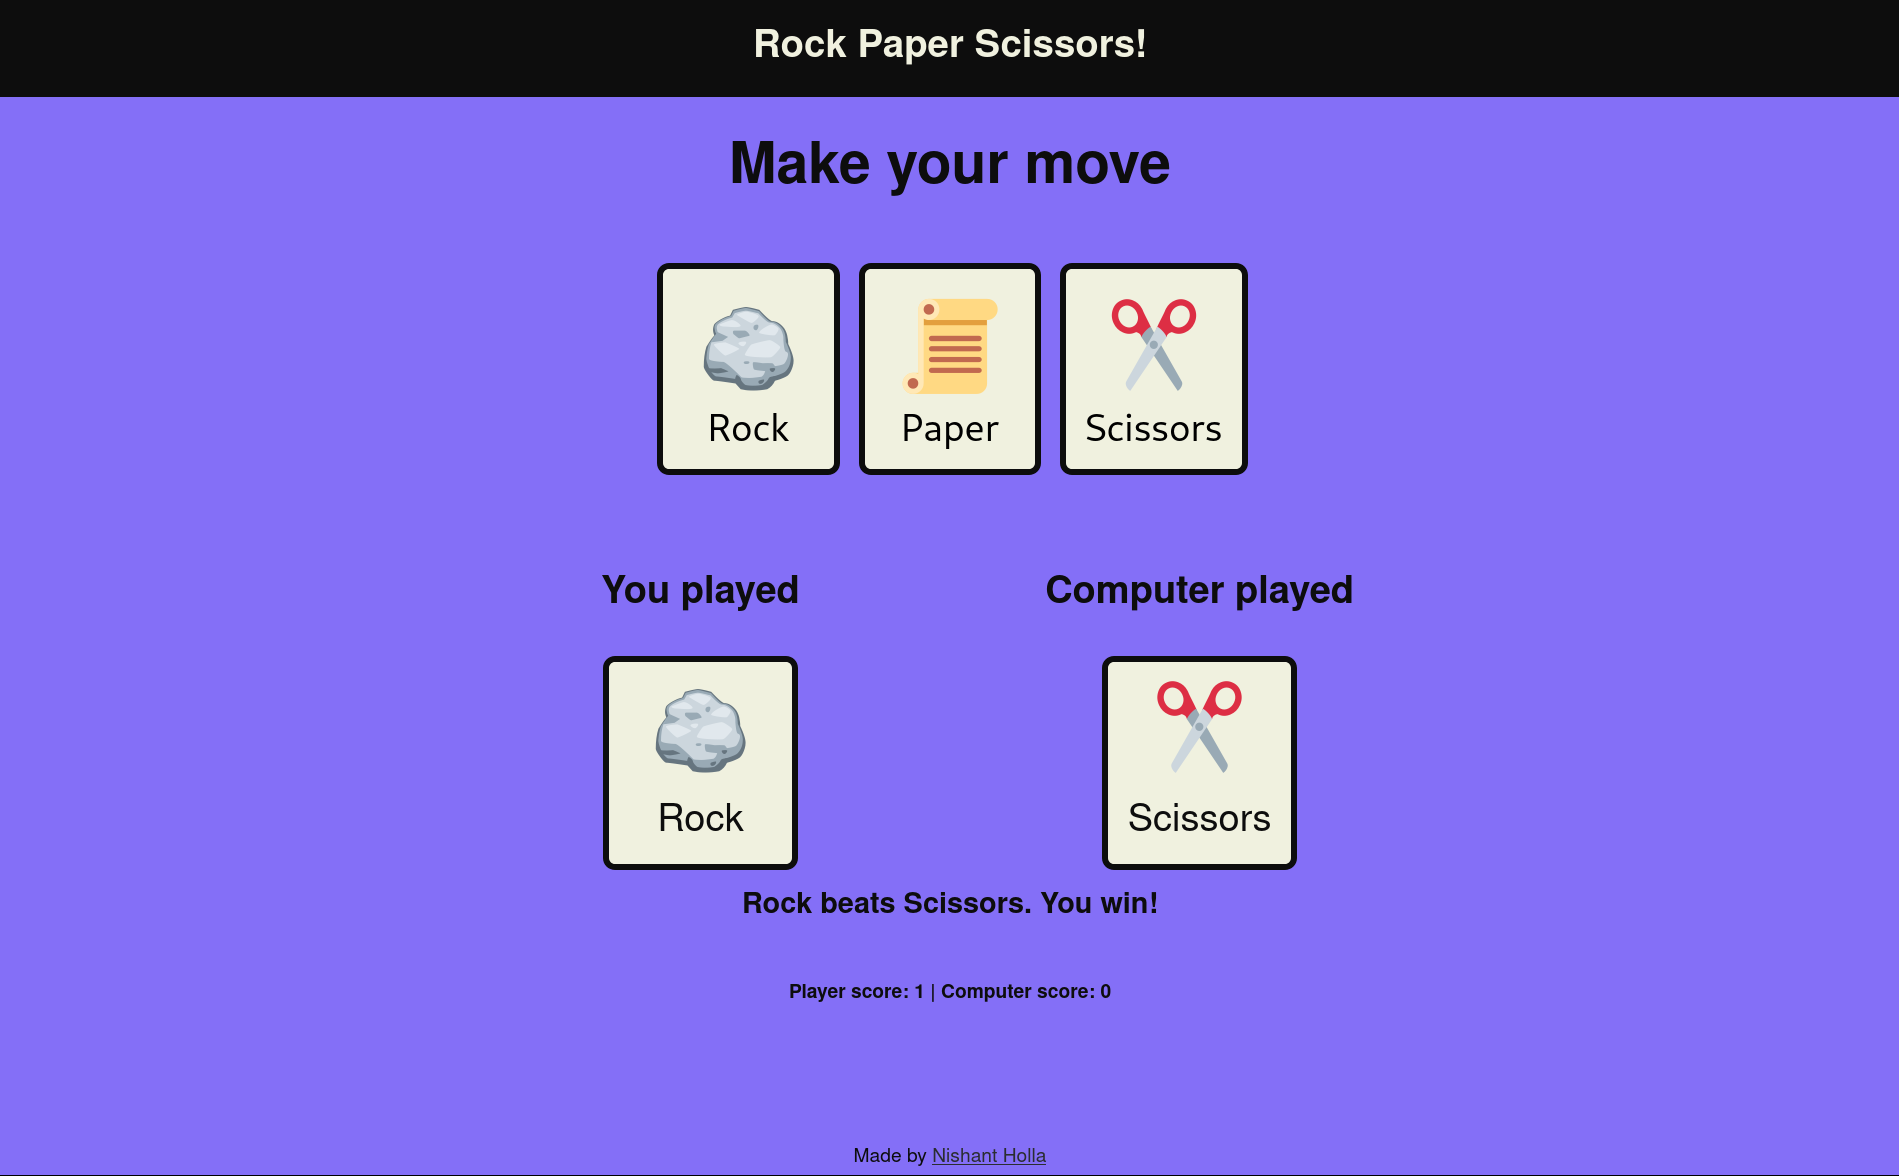 Rock Paper Scissors!
Make your move
Rock Paper Scissors
You played Computer played
Rock Scissors
Rock beats Scissors. You win!
Player score: 1 | Computer score: 0
Made by Nishant Holla